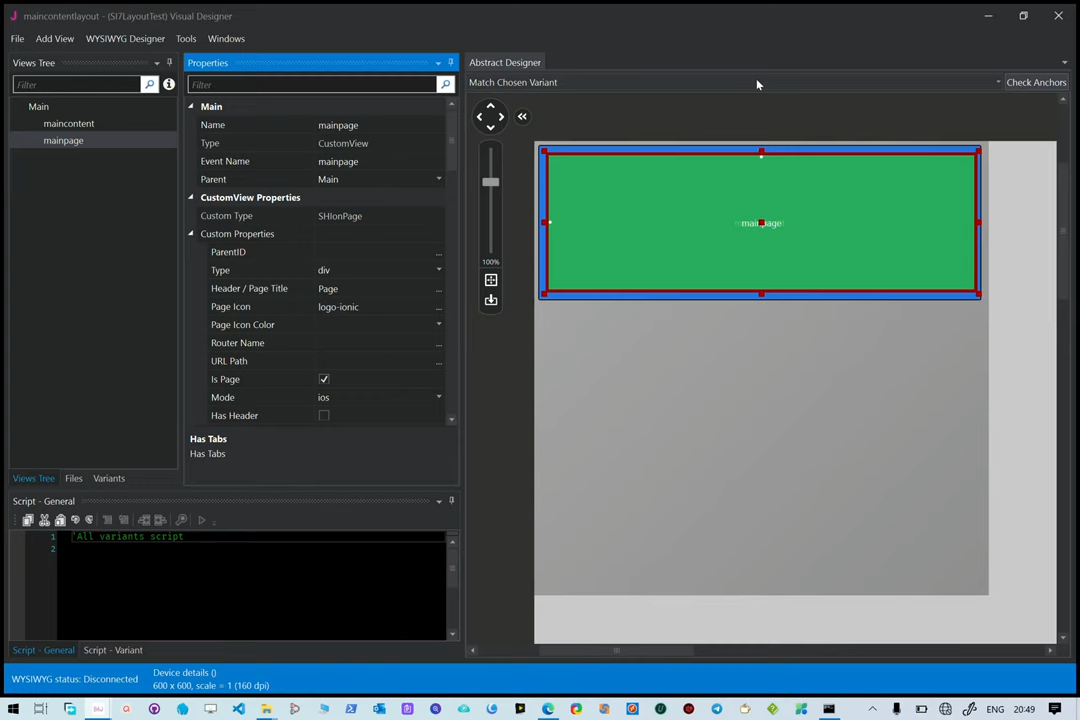 maincontentlayout - (SI7LayoutTest) Visual Designer
File Add View WYSIWYG Designer Tools Windows
Views Tree
Filter
Main
maincontent
mainpage
Views Tree Files Variants
Properties
Filter
Main
Name mainpage
Type CustomView
Event Name mainpage
Parent Main
CustomView Properties
Custom Type SHIonPage
Custom Properties
ParentID ...
Type div
Header / Page Title Page ...
Page Icon logo-ionic ...
Page Icon Color
Router Name ...
URL Path ...
Is Page
Mode ios
Has Header
Has Tabs
Has Tabs
Script - General
1 'All variants script
2
Script - General Script - Variant
Abstract Designer
Match Chosen Variant Check Anchors
100%
mainpage
WYSIWYG status: Disconnected
Device details ()
600 x 600, scale = 1 (160 dpi)
ENG 20:49